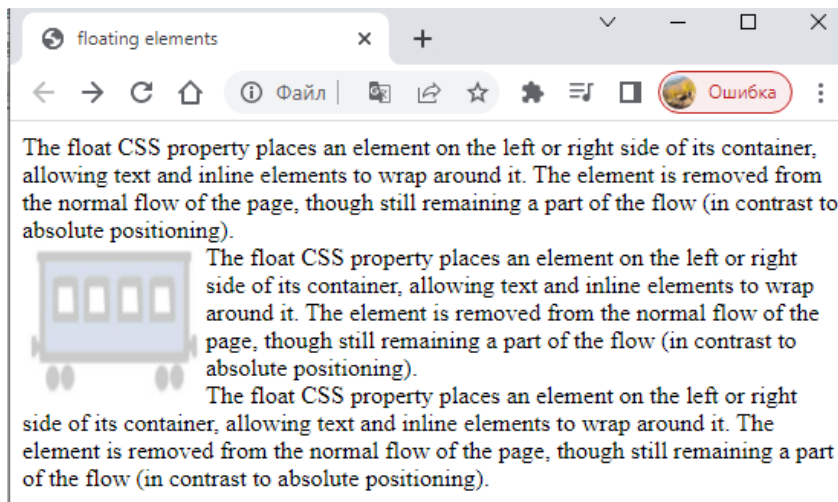 floating elements
Файл
Ошибка
The float CSS property places an element on the left or right side of its container,
allowing text and inline elements to wrap around it. The element is removed from
the normal flow of the page, though still remaining a part of the flow (in contrast to
absolute positioning).
The float CSS property places an element on the left or right
side of its container, allowing text and inline elements to wrap
around it. The element is removed from the normal flow of the
page, though still remaining a part of the flow (in contrast to
absolute positioning).
The float CSS property places an element on the left or right
side of its container, allowing text and inline elements to wrap around it. The
element is removed from the normal flow of the page, though still remaining a part
of the flow (in contrast to absolute positioning).